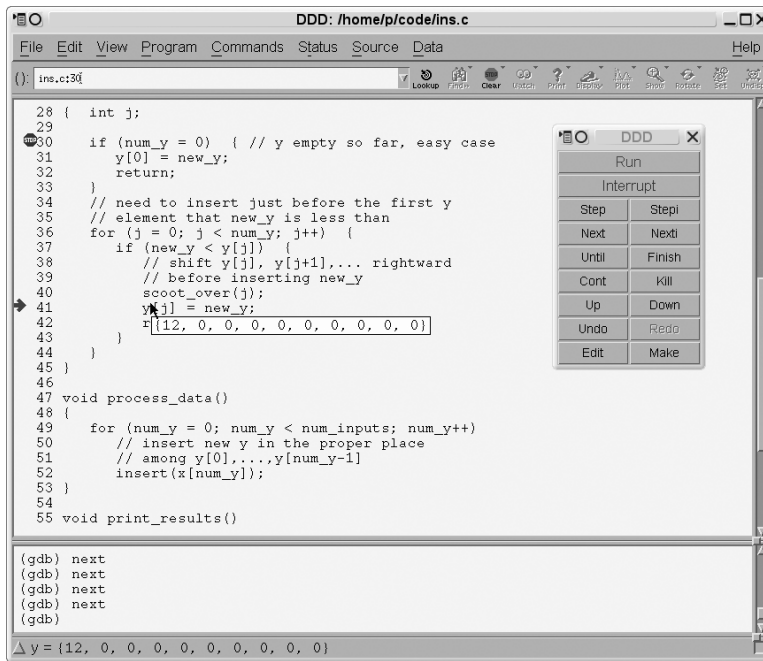 DDD: /home/p/code/ins.c
File Edit View Program Commands Status Source Data Help
(): ins.c:30
Lookup Find» Clear Watch Print Display Plot Show Rotate Set Undisp
28 {  int j;
29
STOP 30    if (num_y = 0)  { // y empty so far, easy case
31       y[0] = new_y;
32       return;
33    }
34    // need to insert just before the first y
35    // element that new_y is less than
36    for (j = 0; j < num_y; j++)  {
37       if (new_y < y[j])  {
38          // shift y[j], y[j+1],... rightward
39          // before inserting new_y
40          scoot_over(j);
41          y[j] = new_y;
42          r
{12, 0, 0, 0, 0, 0, 0, 0, 0, 0}
43       }
44    }
45 }
46
47 void process_data()
48 {
49    for (num_y = 0; num_y < num_inputs; num_y++)
50       // insert new y in the proper place
51       // among y[0],...,y[num_y-1]
52       insert(x[num_y]);
53 }
54
55 void print_results()
DDD
Run
Interrupt
Step Stepi
Next Nexti
Until Finish
Cont Kill
Up Down
Undo Redo
Edit Make
(gdb) next
(gdb) next
(gdb) next
(gdb) next
(gdb)
y = {12, 0, 0, 0, 0, 0, 0, 0, 0, 0}